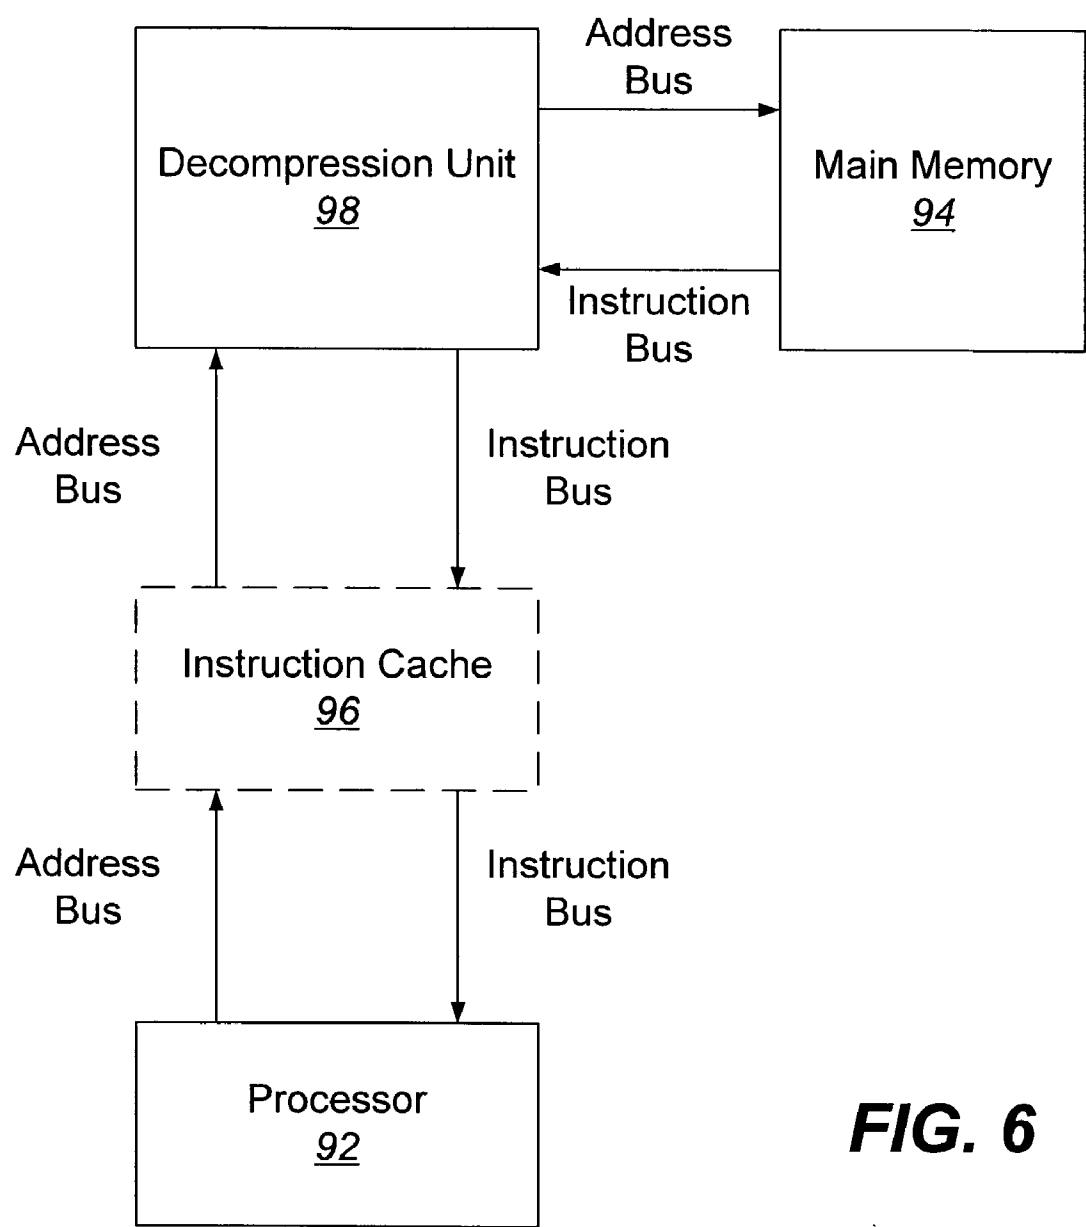 Address
Bus
Decompression Unit
98
Main Memory
94
Instruction
Bus
Address
Bus
Instruction
Bus
Instruction Cache
96
Address
Bus
Instruction
Bus
Processor
92
FIG. 6